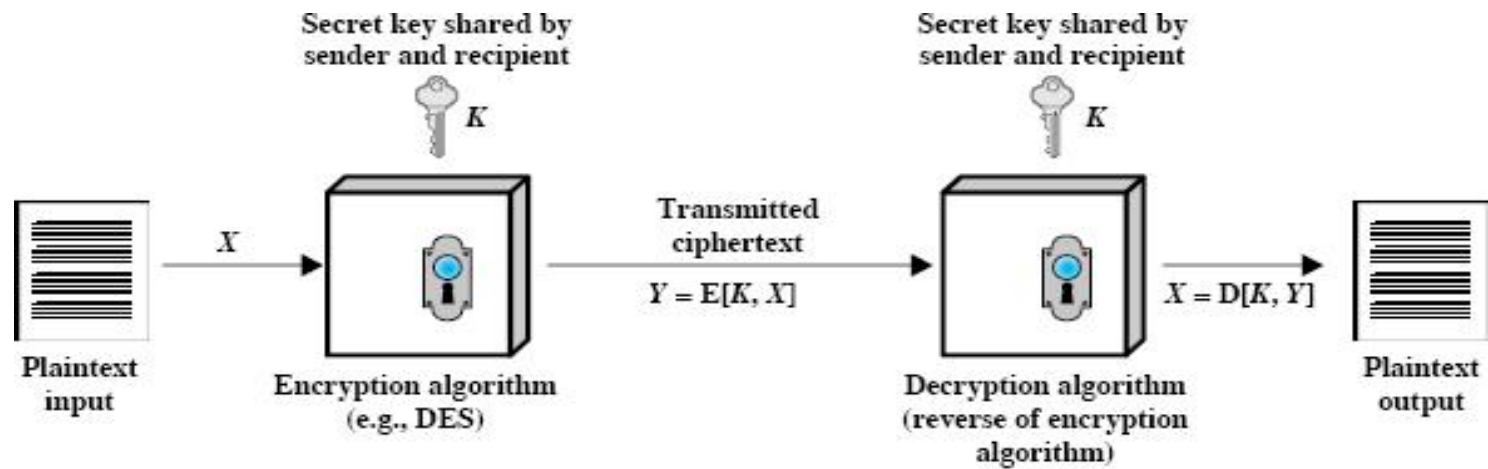 Secret key shared by
sender and recipient
K
Secret key shared by
sender and recipient
K
X
Transmitted
ciphertext
Y = E[K, X]
X = D[K, Y]
Plaintext
input
Encryption algorithm
(e.g., DES)
Decryption algorithm
(reverse of encryption
algorithm)
Plaintext
output